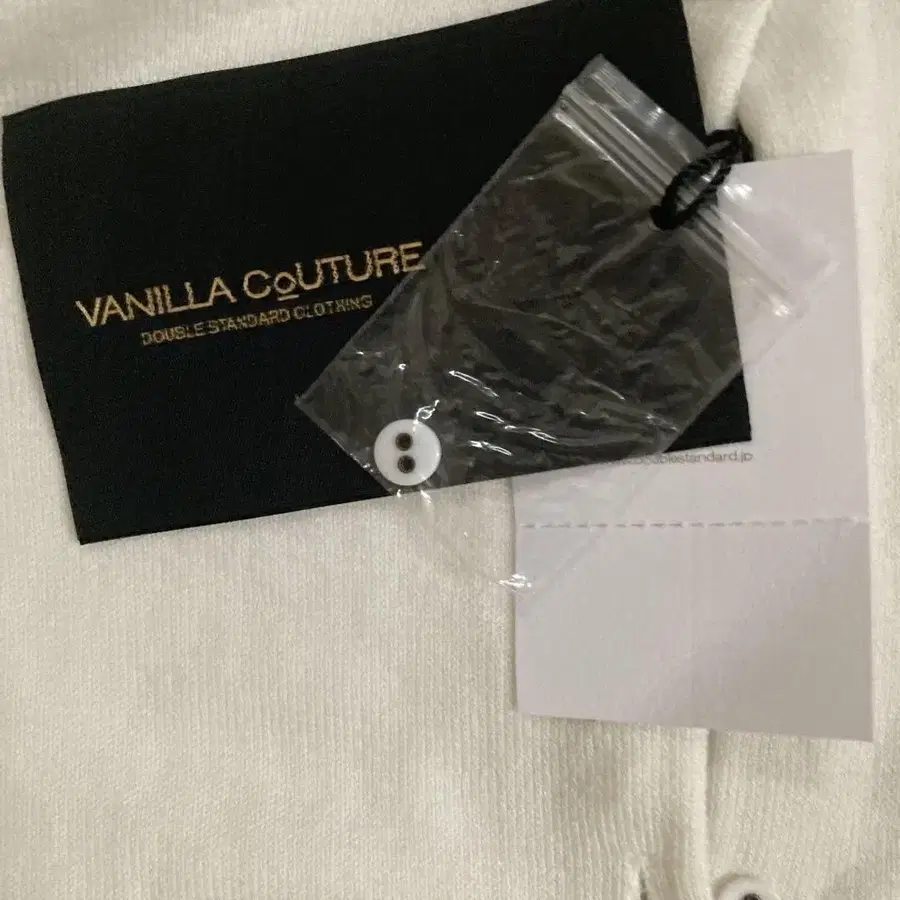 VANILLA CoUTURE
DOUBLE STANDARD CLOTHING